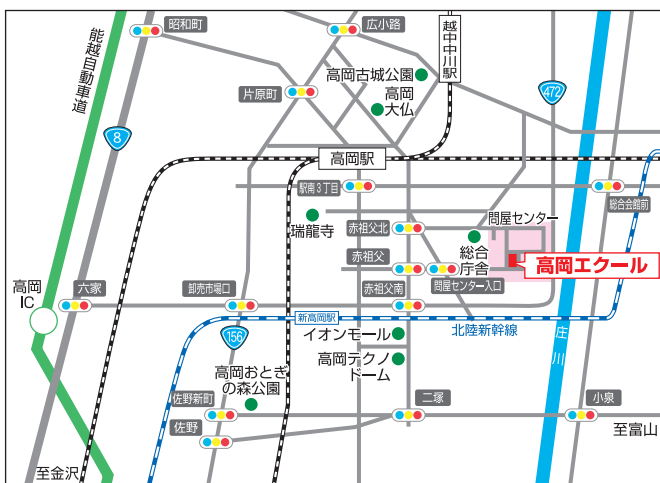 昭和町
広小路
能越自動車道
越中中川駅
高岡古城公園
高岡
大仏
片原町
472
8
高岡駅
駅南3丁目
総合会館前
問屋センター
瑞龍寺
赤祖父北
総合
庁舎
赤祖父
高岡エクール
問屋センター入口
高岡
IC
六家
卸売市場口
赤祖父南
新高岡駅
北陸新幹線
156
イオンモール
庄川
高岡テクノ
ドーム
高岡おとぎ
の森公園
佐野新町
二塚
小泉
佐野
至富山
至金沢